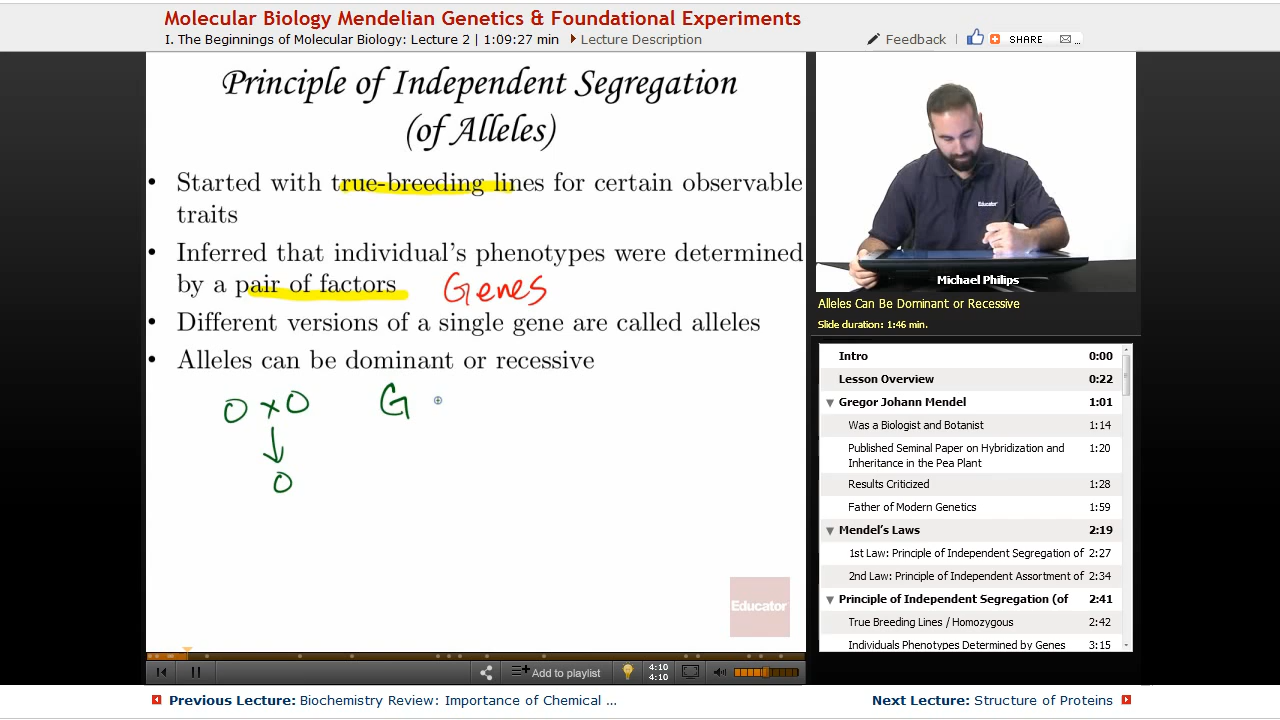 Molecular Biology Mendelian Genetics & Foundational Experiments
I. The Beginnings of Molecular Biology: Lecture 2 | 1:09:27 min
Lecture Description
Feedback
SHARE
...
Principle of Independent Segregation
(of Alleles)
• Started with true-breeding lines for certain observable
traits
• Inferred that individual's phenotypes were determined
by a pair of factors
Genes
• Different versions of a single gene are called alleles
• Alleles can be dominant or recessive
O × O
G
O
Educator
Educator
Michael Philips
Alleles Can Be Dominant or Recessive
Slide duration: 1:46 min.
Intro 0:00
Lesson Overview 0:22
Gregor Johann Mendel 1:01
Was a Biologist and Botanist 1:14
Published Seminal Paper on Hybridization and
Inheritance in the Pea Plant 1:20
Results Criticized 1:28
Father of Modern Genetics 1:59
Mendel's Laws 2:19
1st Law: Principle of Independent Segregation of 2:27
2nd Law: Principle of Independent Assortment of 2:34
Principle of Independent Segregation (of 2:41
True Breeding Lines / Homozygous 2:42
Individuals Phenotypes Determined by Genes 3:15
Add to playlist
4:10
4:10
Previous Lecture: Biochemistry Review: Importance of Chemical ...
Next Lecture: Structure of Proteins